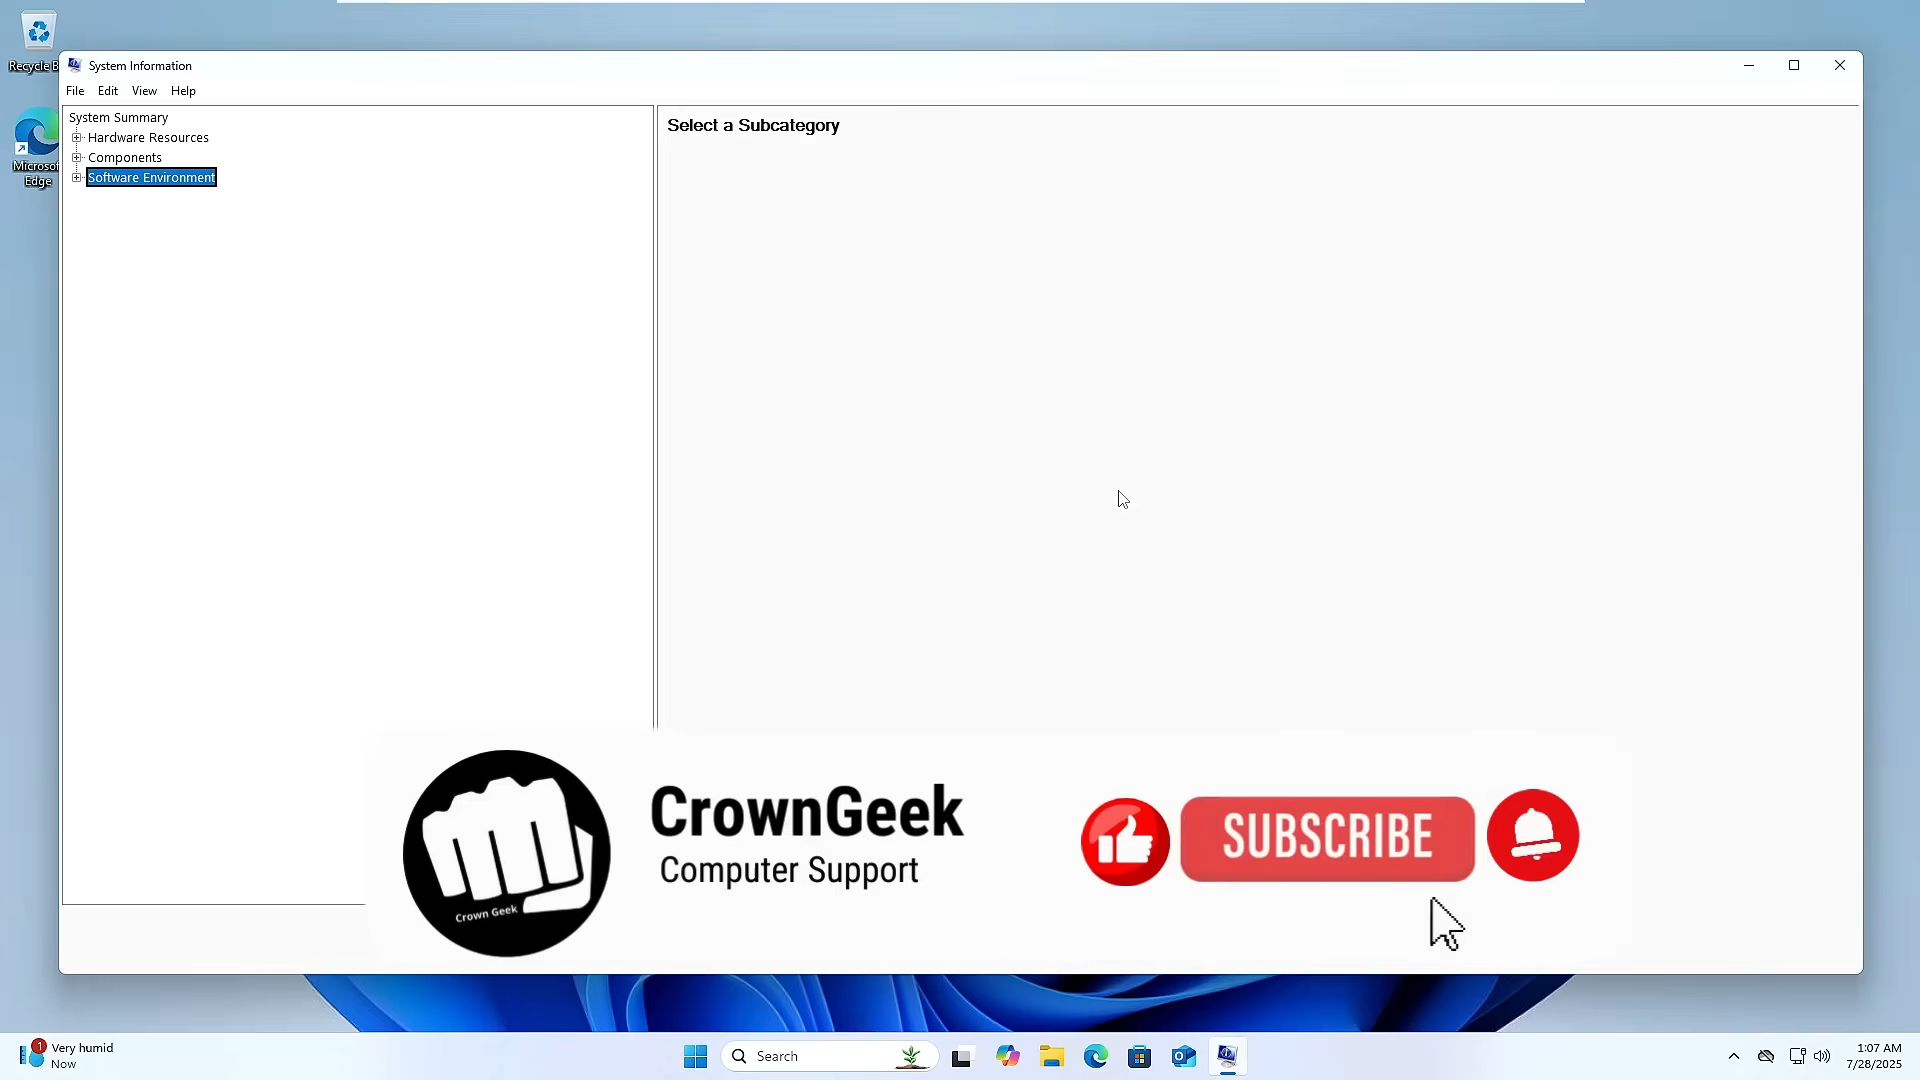 Recycle B
Microsof
Edge
System Information
File Edit View Help
System Summary
Hardware Resources
Components
Software Environment
Select a Subcategory
Crown Geek
CrownGeek
Computer Support
SUBSCRIBE
1
Very humid
Now
Search
1:07 AM
7/28/2025